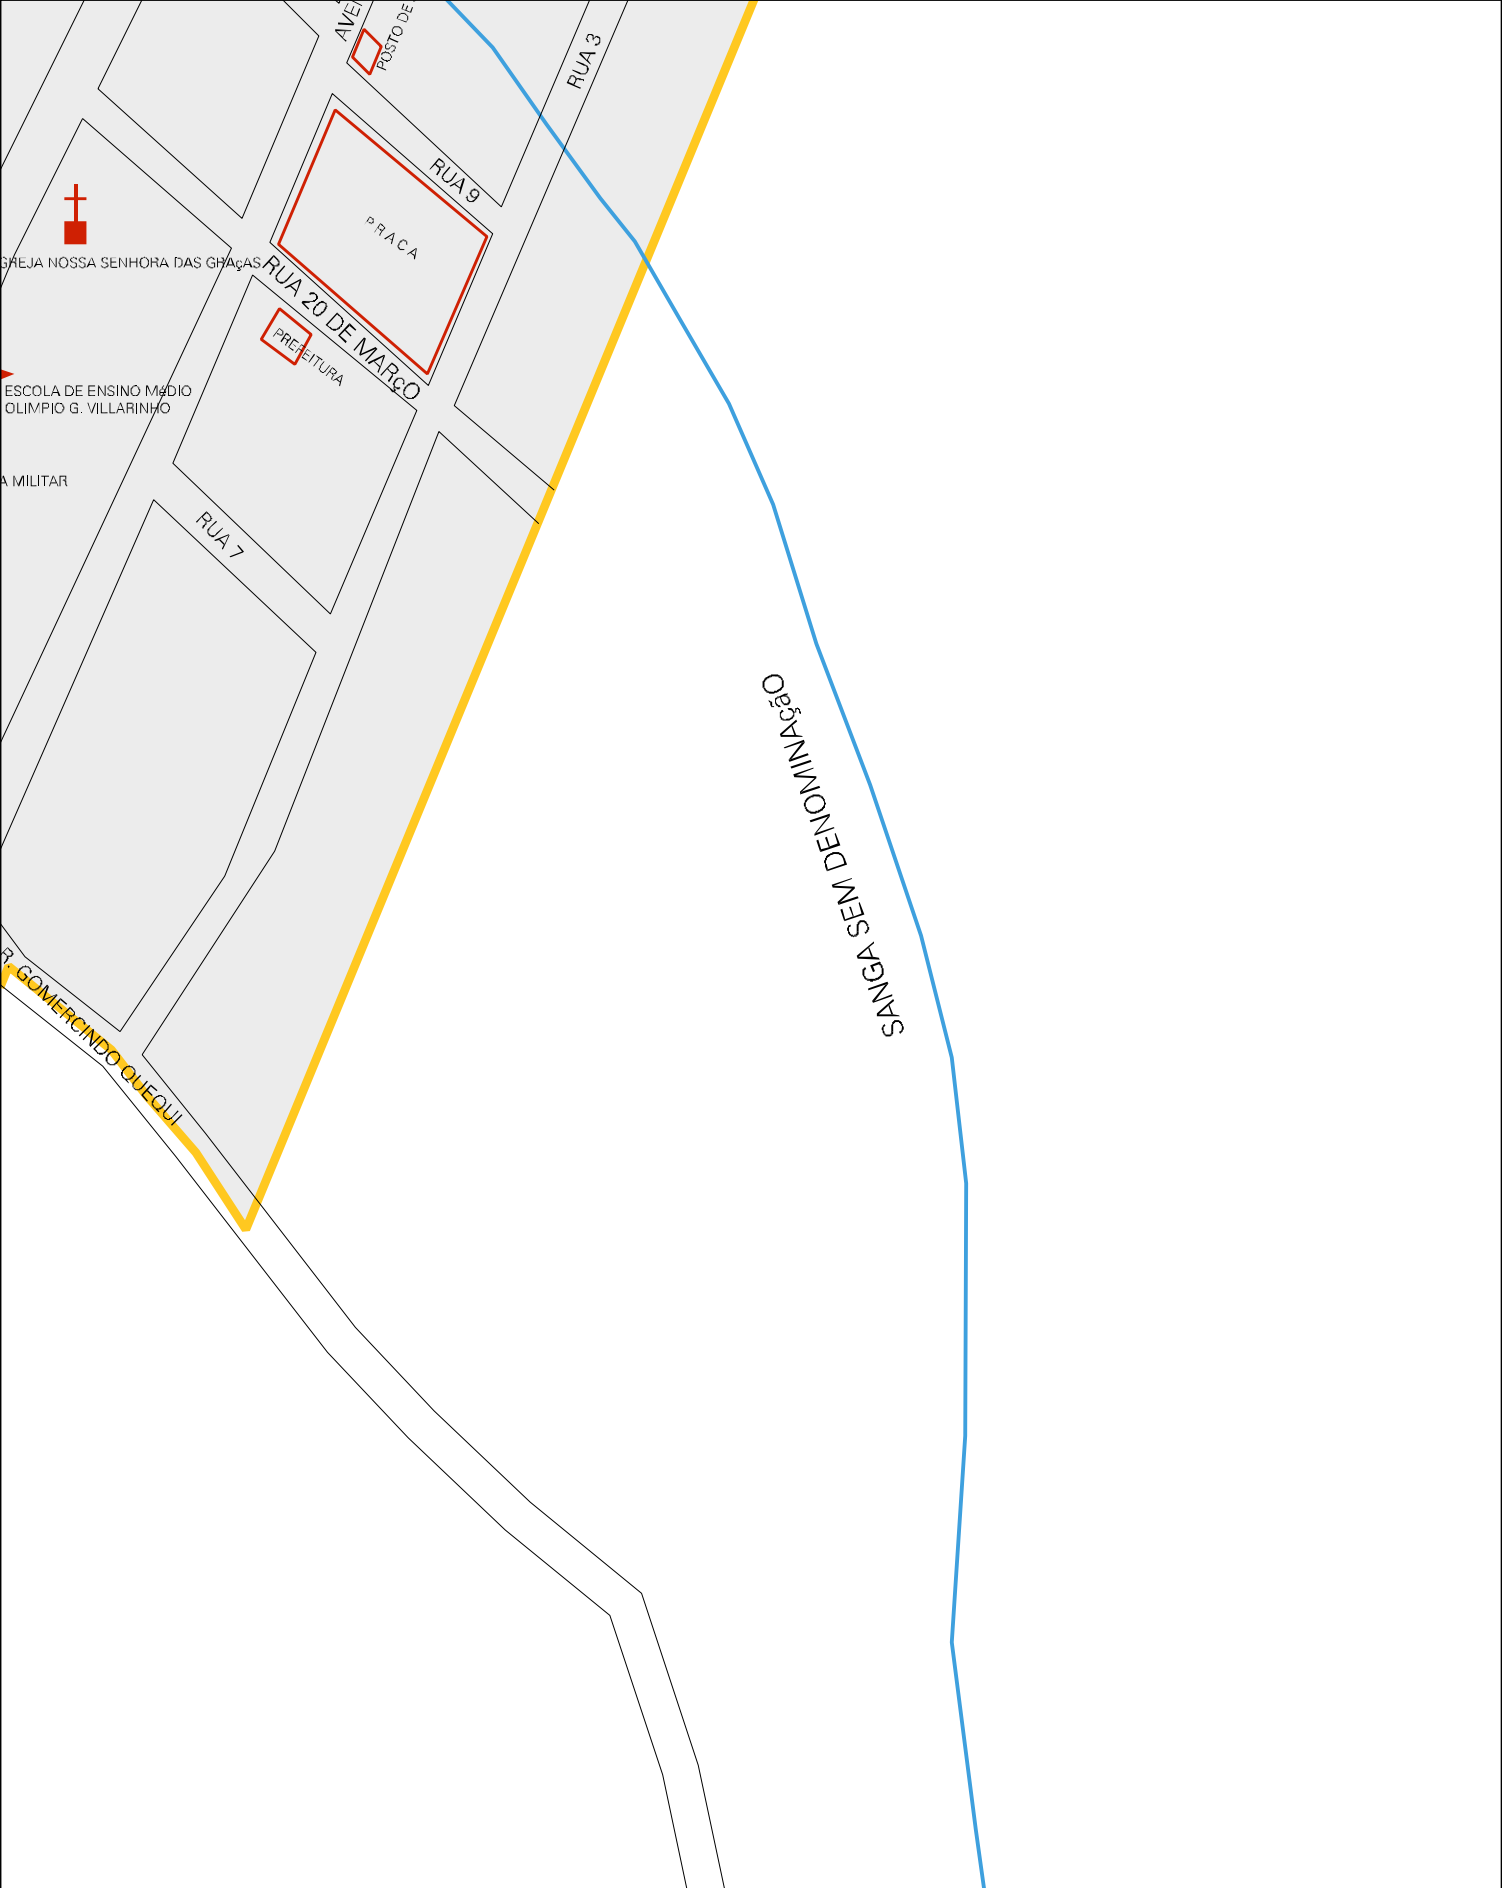 AVE
POSTO DE
RUA 3
RUA 9
PRACA
GREJA NOSSA SENHORA DAS GRAçAS
RUA 20 DE MARçO
PREFEITURA
ESCOLA DE ENSINO MéDIO
OLIMPIO G. VILLARINHO
A MILITAR
RUA 7
SANGA SEM DENOMINAçãO
R. GOMERCINDO QUEQUI